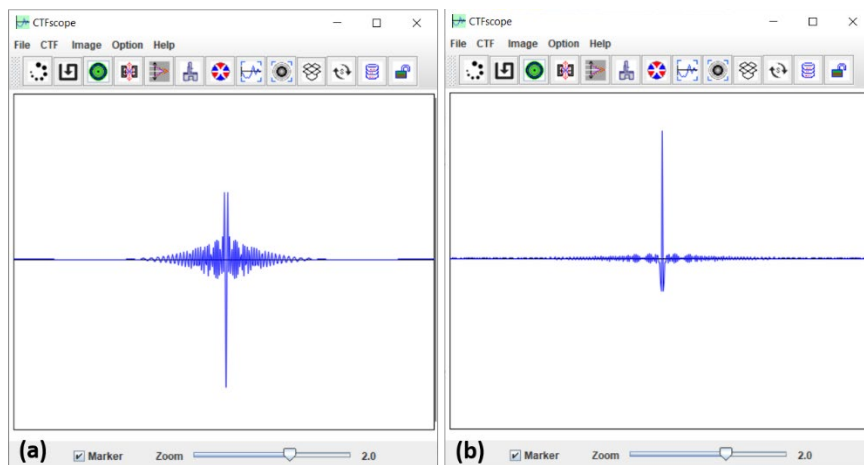 CTFscope
File CTF Image Option Help
(a) Marker Zoom 2.0
CTFscope
File CTF Image Option Help
(b) Marker Zoom 2.0